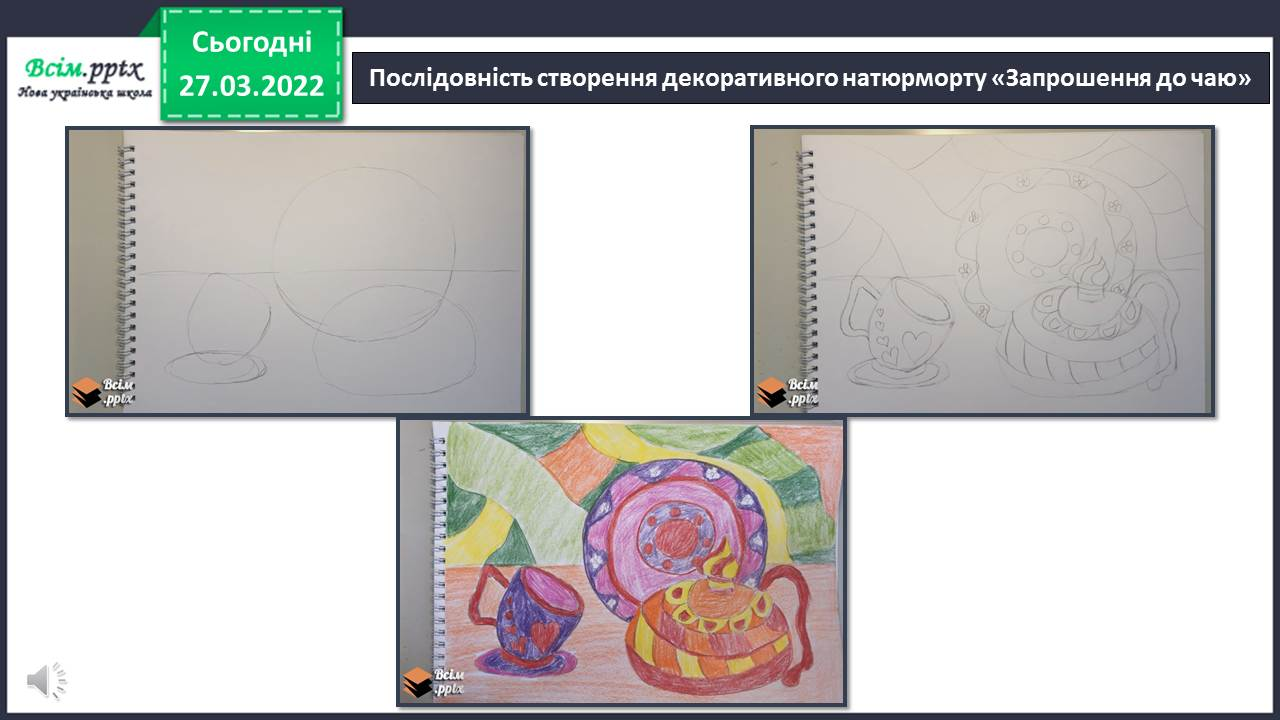 Всім.pptx
Нова українська школа
Сьогодні
27.03.2022
Послідовність створення декоративного натюрморту «Запрошення до чаю»
Всім
.pptx
Всім
.pptx
Всім
.pptx